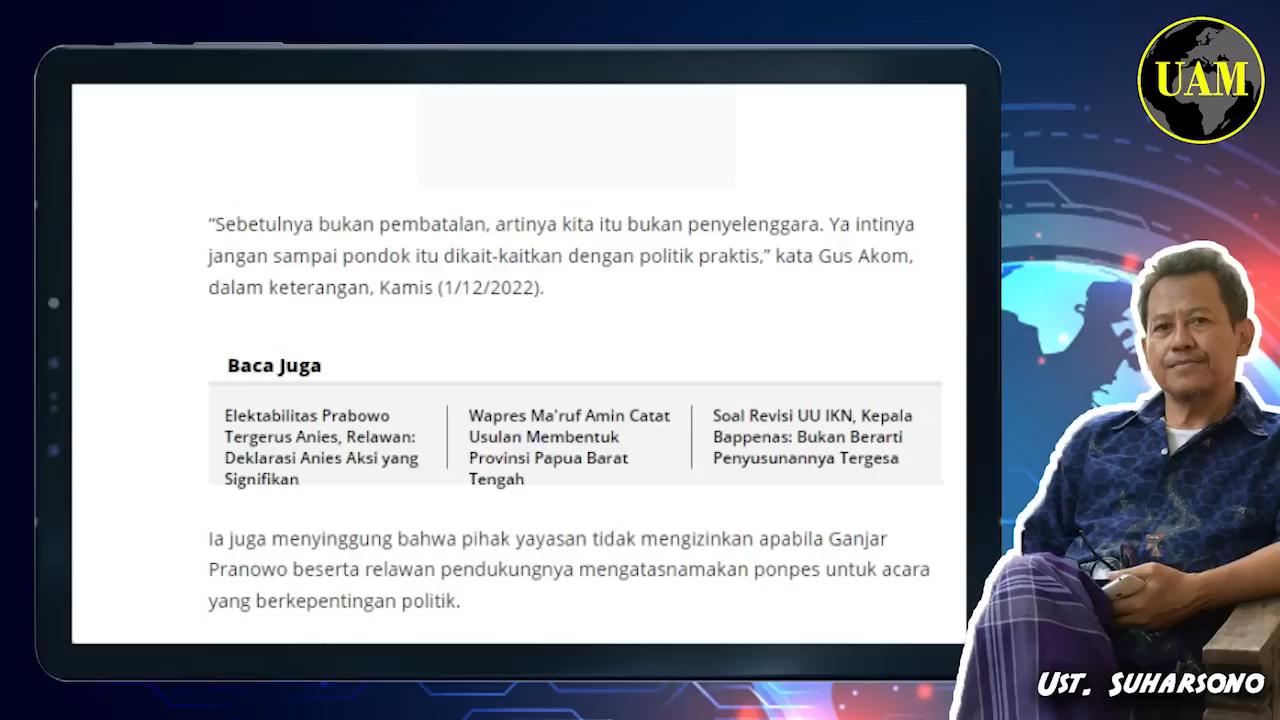 UAM
“Sebetulnya bukan pembatalan, artinya kita itu bukan penyelenggara. Ya intinya
jangan sampai pondok itu dikait-kaitkan dengan politik praktis,” kata Gus Akom,
dalam keterangan, Kamis (1/12/2022).
Baca Juga
Elektabilitas Prabowo
Tergerus Anies, Relawan:
Deklarasi Anies Aksi yang
Signifikan
Wapres Ma'ruf Amin Catat
Usulan Membentuk
Provinsi Papua Barat
Tengah
Soal Revisi UU IKN, Kepala
Bappenas: Bukan Berarti
Penyusunannya Tergesa
Ia juga menyinggung bahwa pihak yayasan tidak mengizinkan apabila Ganjar
Pranowo beserta relawan pendukungnya mengatasnamakan ponpes untuk acara
yang berkepentingan politik.
UST. SUHARSONO